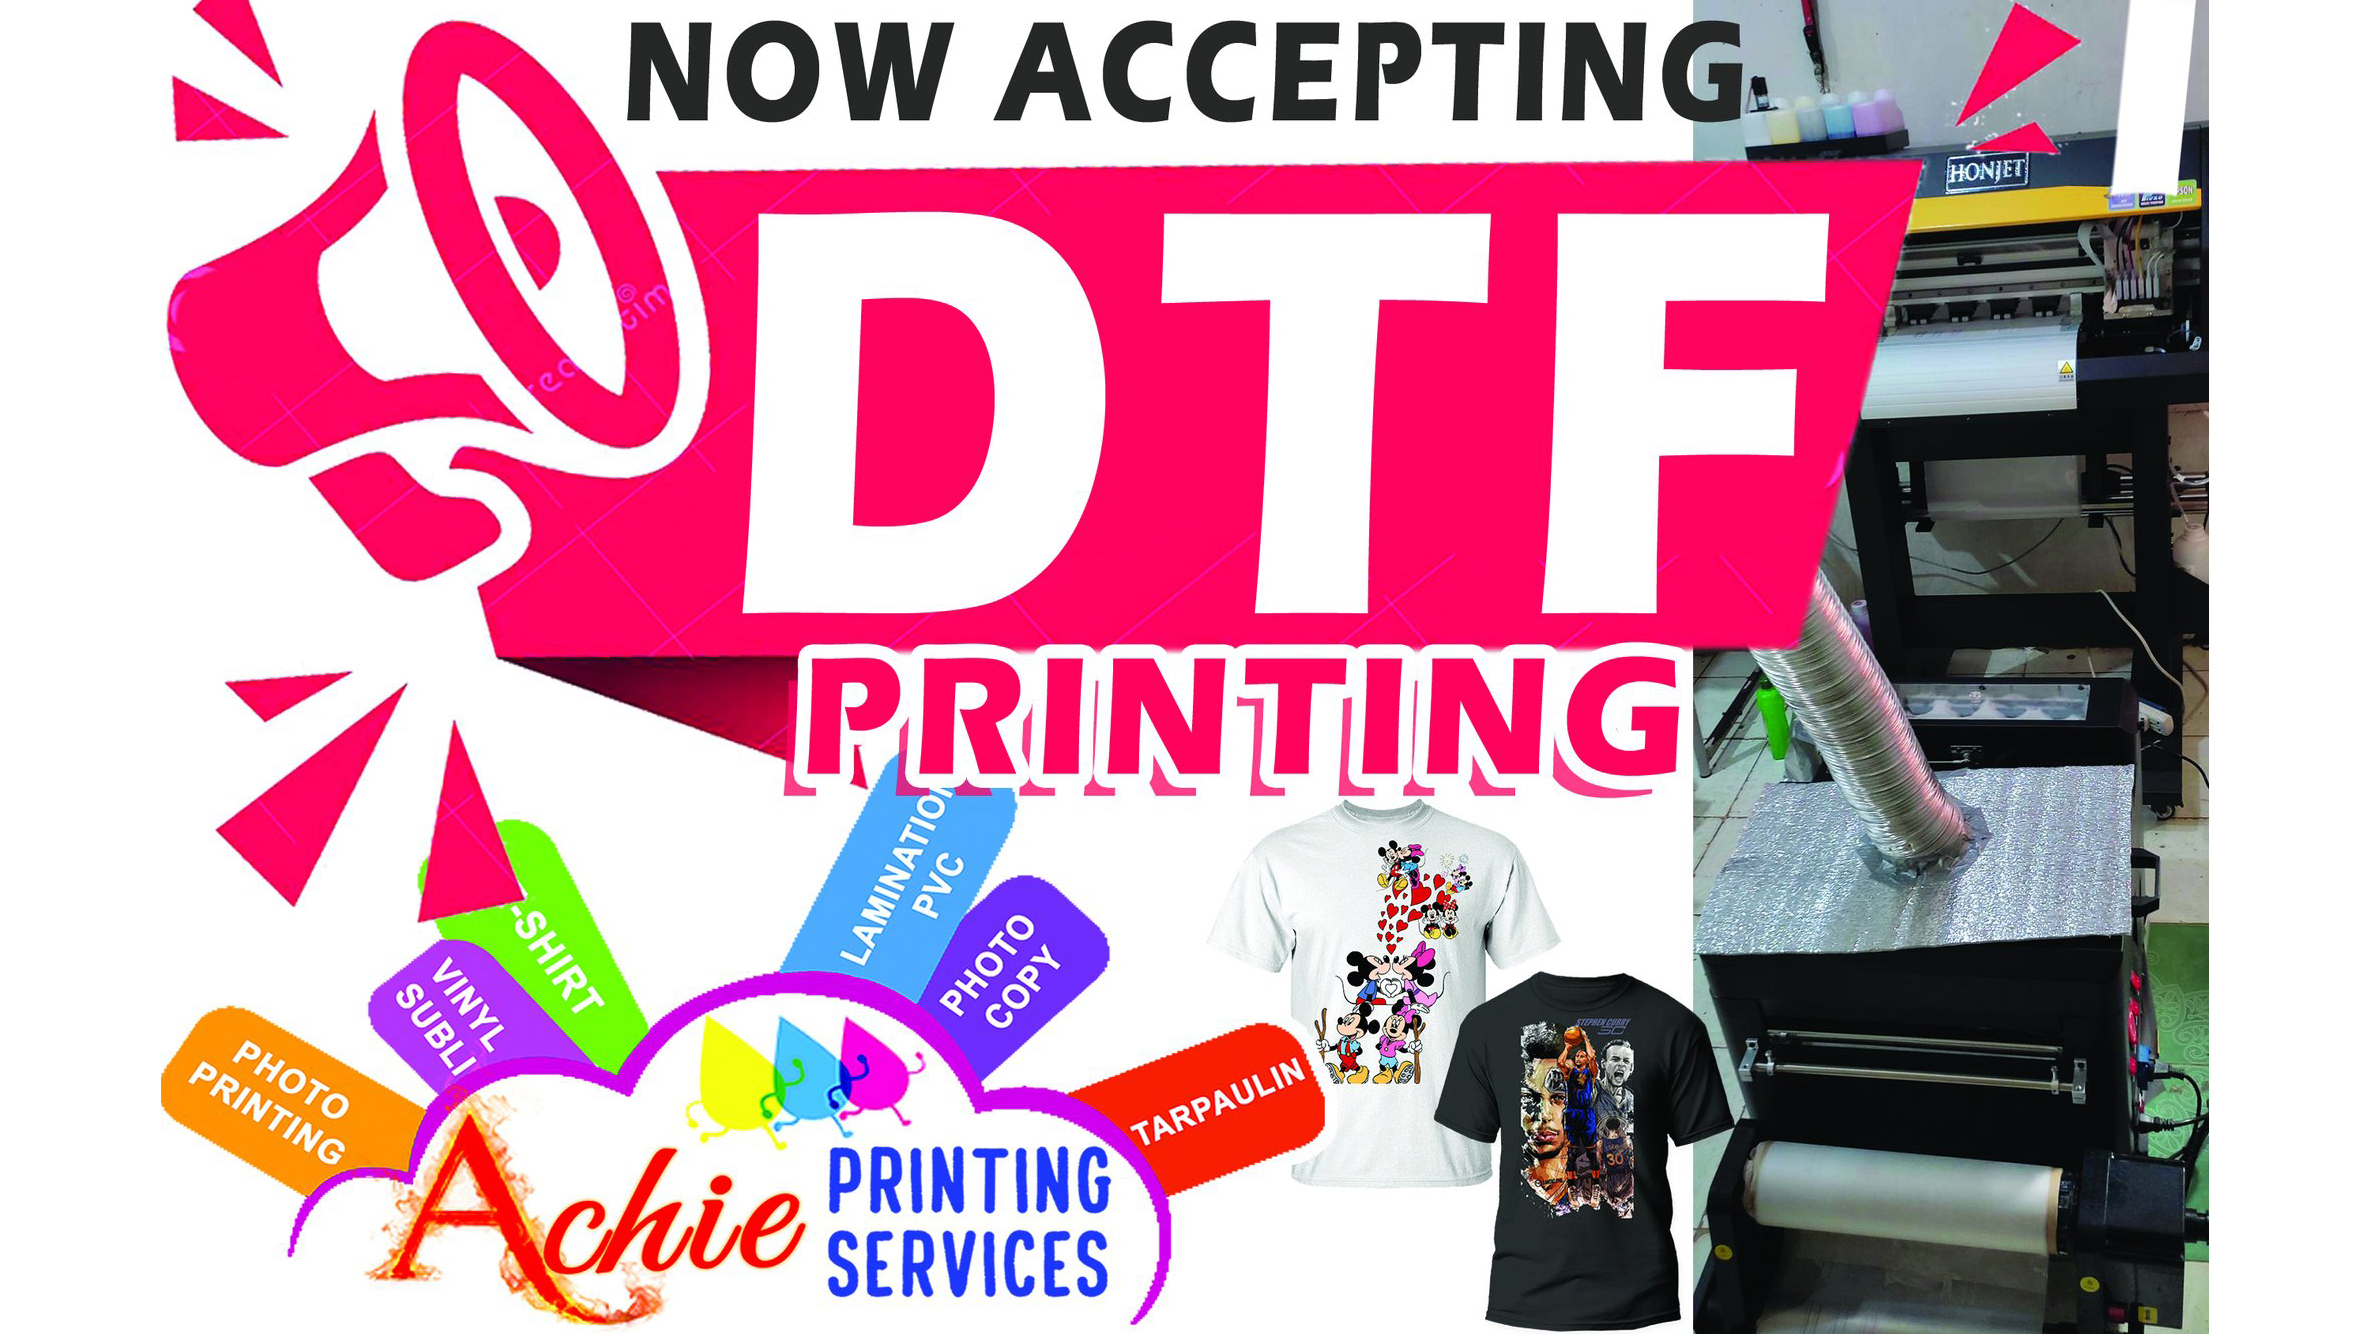 NOW ACCEPTING
HONJET
DTF
PRINTING
LAMINATION
PVC
-SHIRT
PHOTO
COPY
VINYL
SUBLI
PHOTO
PRINTING
TARPAULIN
Achie
PRINTING
SERVICES
STEPHEN CURRY
30
30